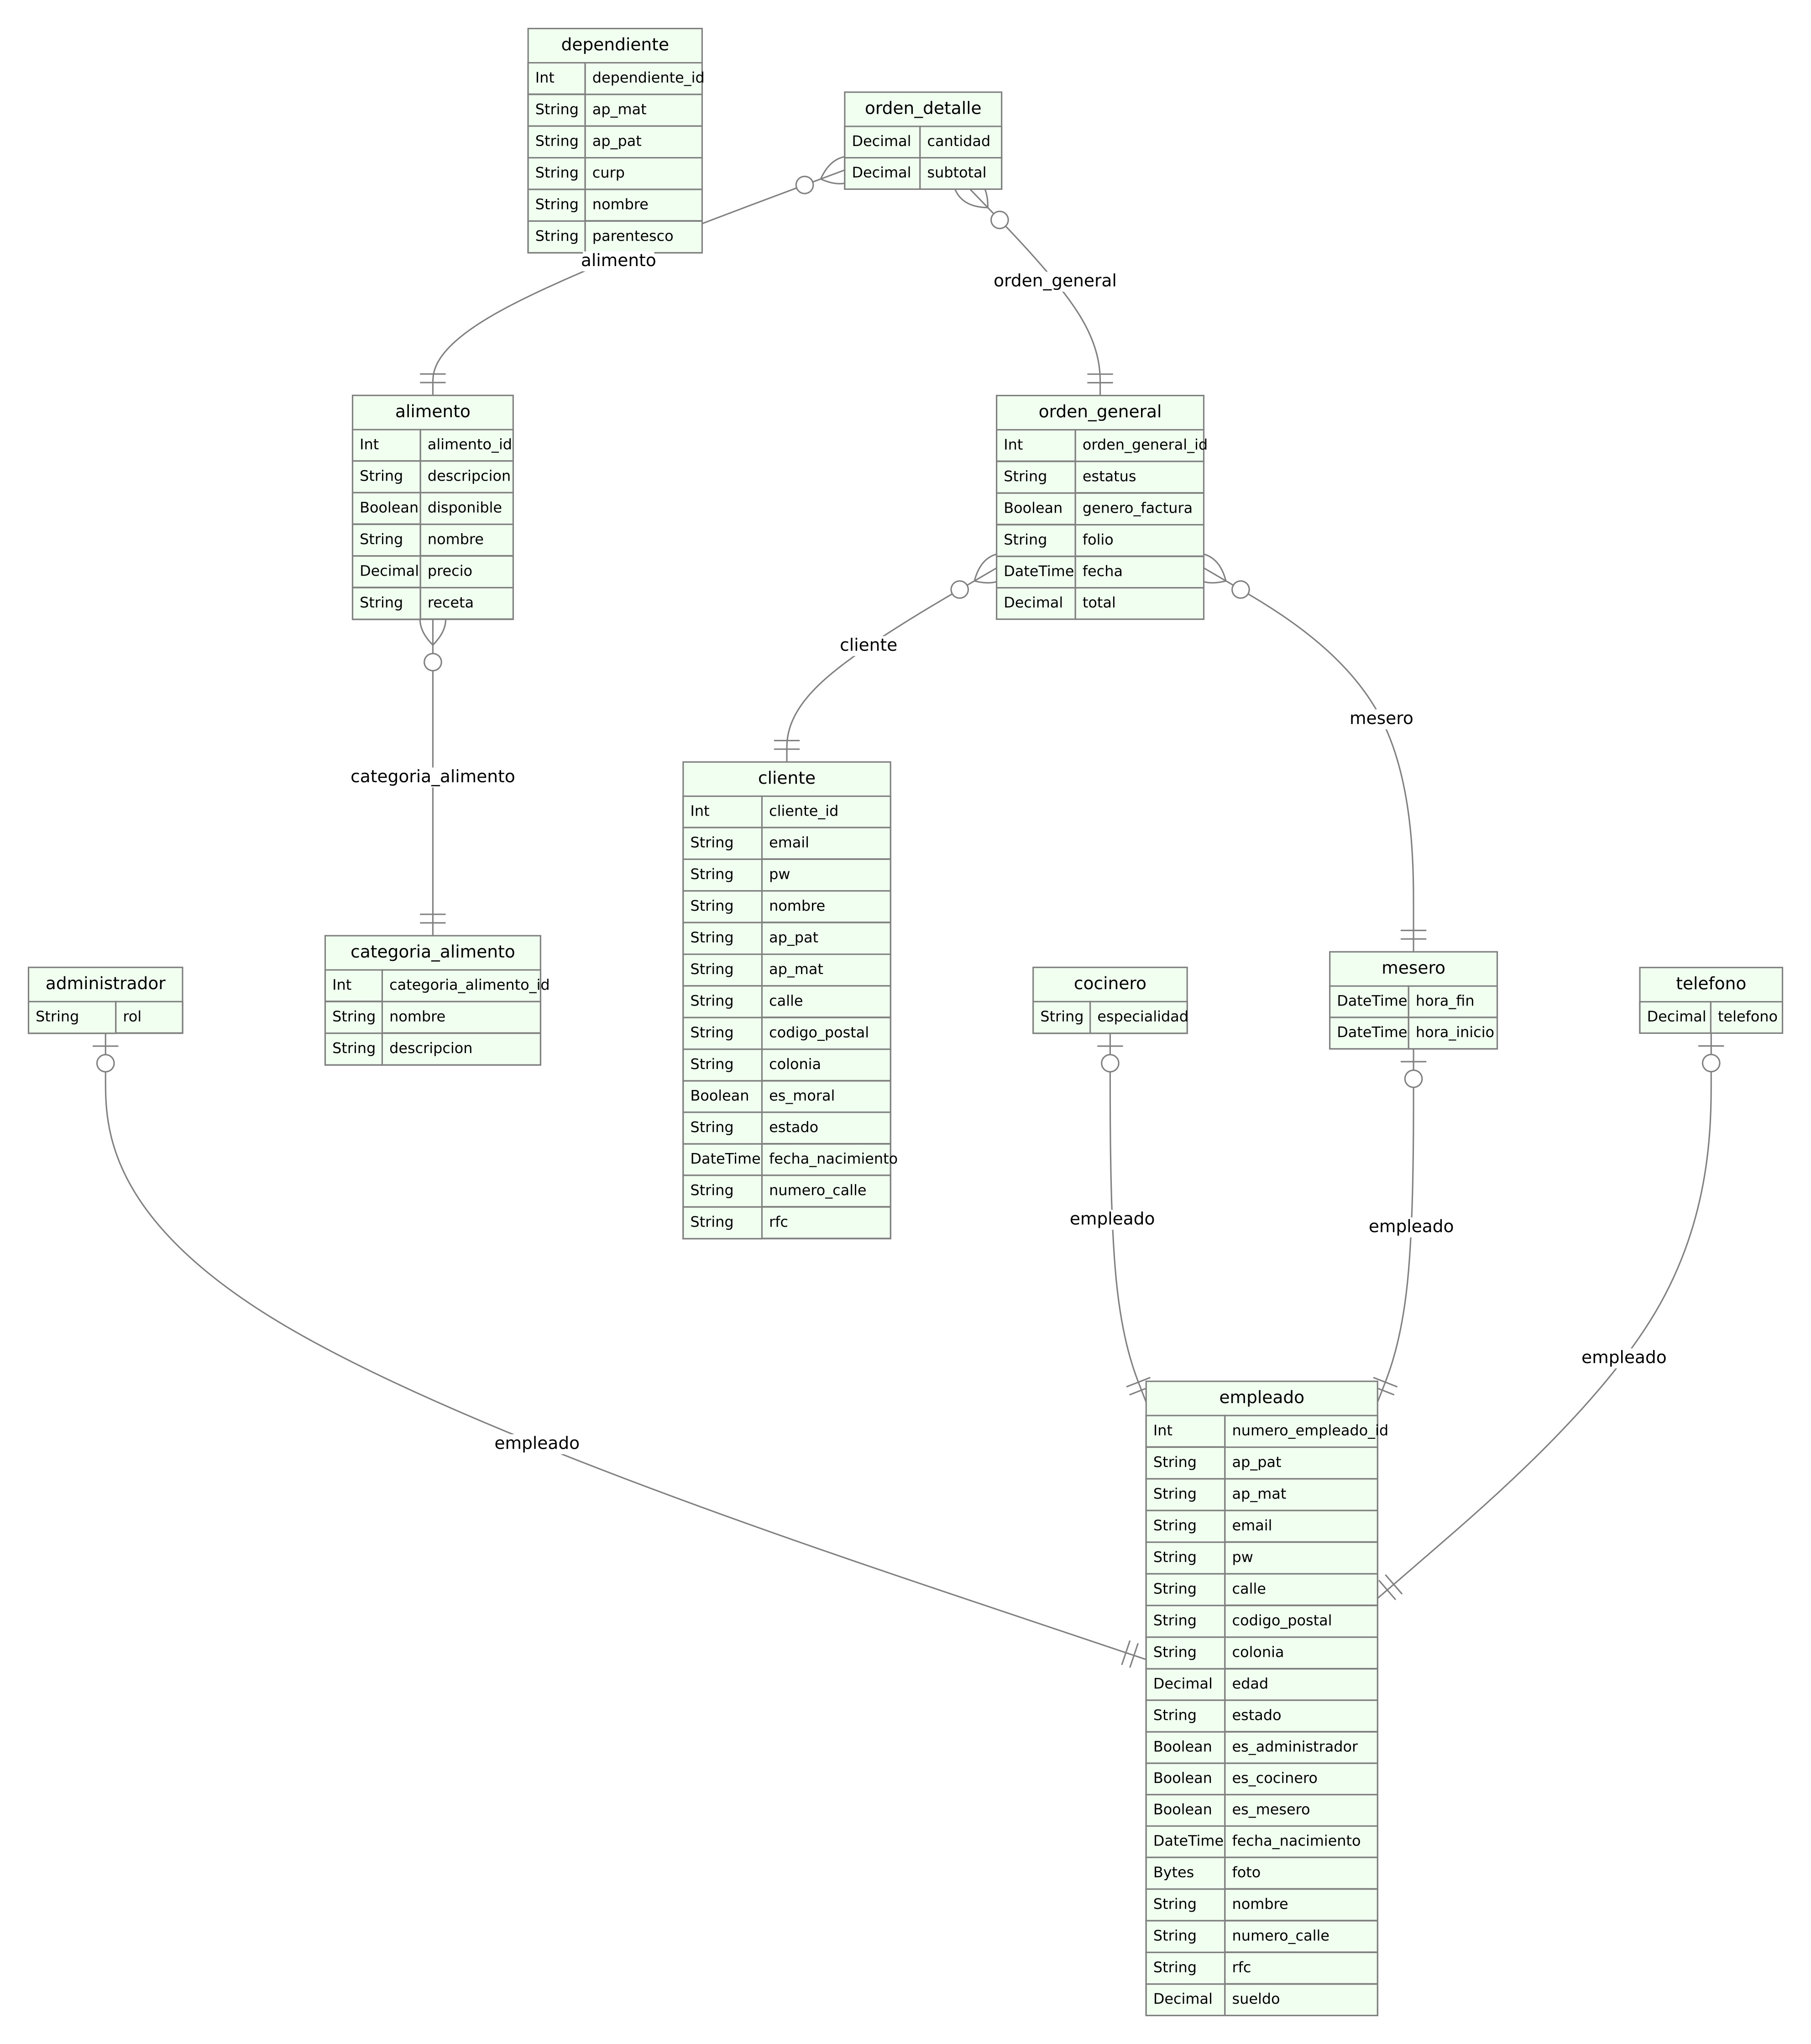 dependiente
Int dependiente_id
String ap_mat
String ap_pat
String curp
String nombre
String parentesco
orden_detalle
Decimal cantidad
Decimal subtotal
alimento
orden_general
alimento
Int alimento_id
String descripcion
Boolean disponible
String nombre
Decimal precio
String receta
orden_general
Int orden_general_id
String estatus
Boolean genero_factura
String folio
DateTime fecha
Decimal total
cliente
mesero
categoria_alimento
cliente
Int cliente_id
String email
String pw
String nombre
String ap_pat
String ap_mat
String calle
String codigo_postal
String colonia
Boolean es_moral
String estado
DateTime fecha_nacimiento
String numero_calle
String rfc
administrador
String rol
categoria_alimento
Int categoria_alimento_id
String nombre
String descripcion
cocinero
String especialidad
mesero
DateTime hora_fin
DateTime hora_inicio
telefono
Decimal telefono
empleado
empleado
empleado
empleado
empleado
Int numero_empleado_id
String ap_pat
String ap_mat
String email
String pw
String calle
String codigo_postal
String colonia
Decimal edad
String estado
Boolean es_administrador
Boolean es_cocinero
Boolean es_mesero
DateTime fecha_nacimiento
Bytes foto
String nombre
String numero_calle
String rfc
Decimal sueldo